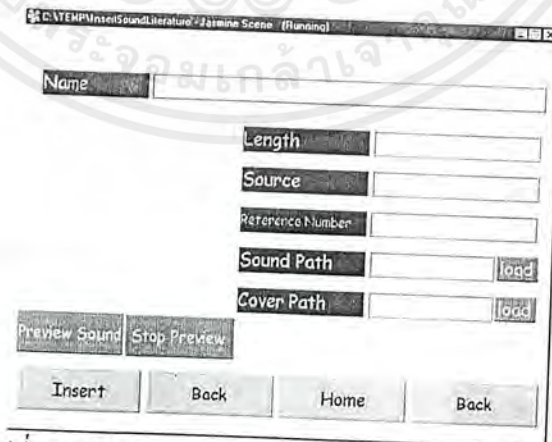 C:\TEMP\InsertSoundLiterature - Jasmine Scene (Running)
Name
Length
Source
Reference Number
Sound Path load
Cover Path load
Preview Sound Stop Preview
Insert Back Home Back